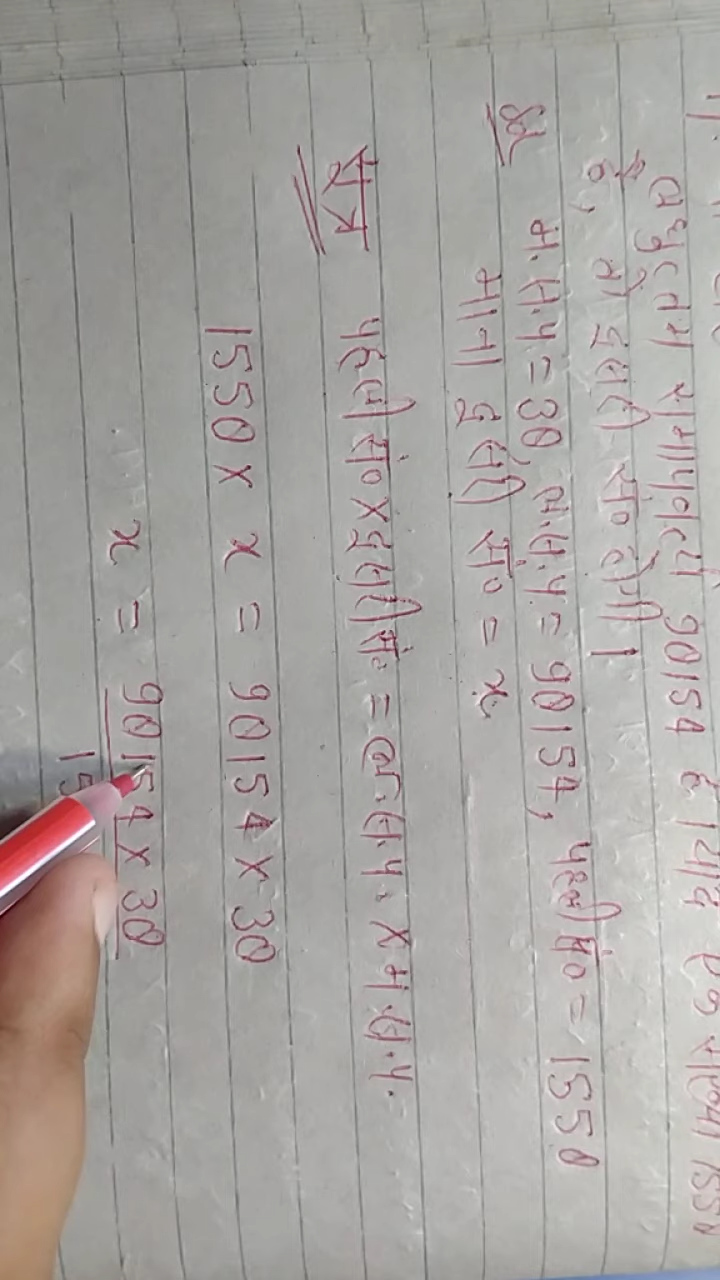 लघुत्तम समापवर्त्य 90154 है। यदि एक संख्या 1550
है, तो दुसरी सं० होगी।
हल म.स.प = 30, ल.स.प = 90154, पहली सं० = 1550
माना दुसरी सं० = x
सूत्र पहली सं० × दुसरी सं० = ल.स.प. × म.स.प.
1550 × x = 90154 × 30
x = 90154 × 30
15